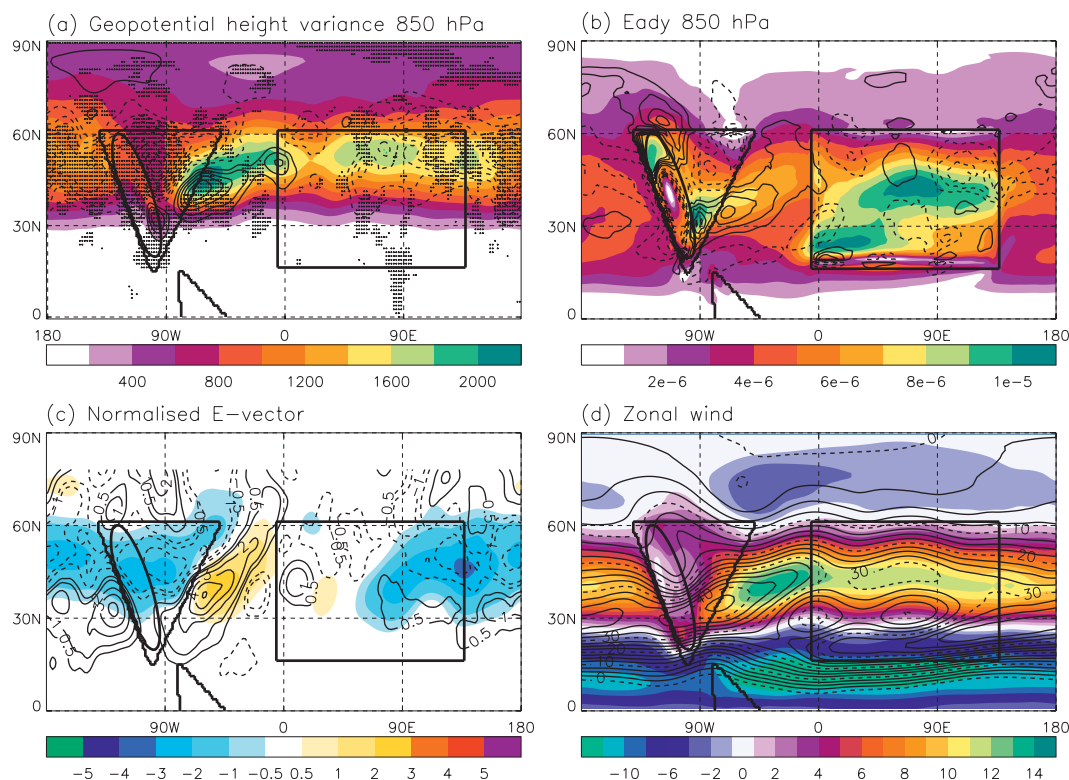 (a) Geopotential height variance 850 hPa
(b) Eady 850 hPa
90N
60N
30N
0
180 90W 0 90E
400 800 1200 1600 2000
90N
60N
30N
0
90W 0 90E 180
2e-6 4e-6 6e-6 8e-6 1e-5
(c) Normalised E-vector
(d) Zonal wind
90N
60N
30N
0
90W 0 90E 180
-5 -4 -3 -2 -1 -0.5 0.5 1 2 3 4 5
90N
60N
30N
0
90W 0 90E 180
0
10
20
30
30
30
-10 -6 -2 0 2 4 6 8 10 12 14